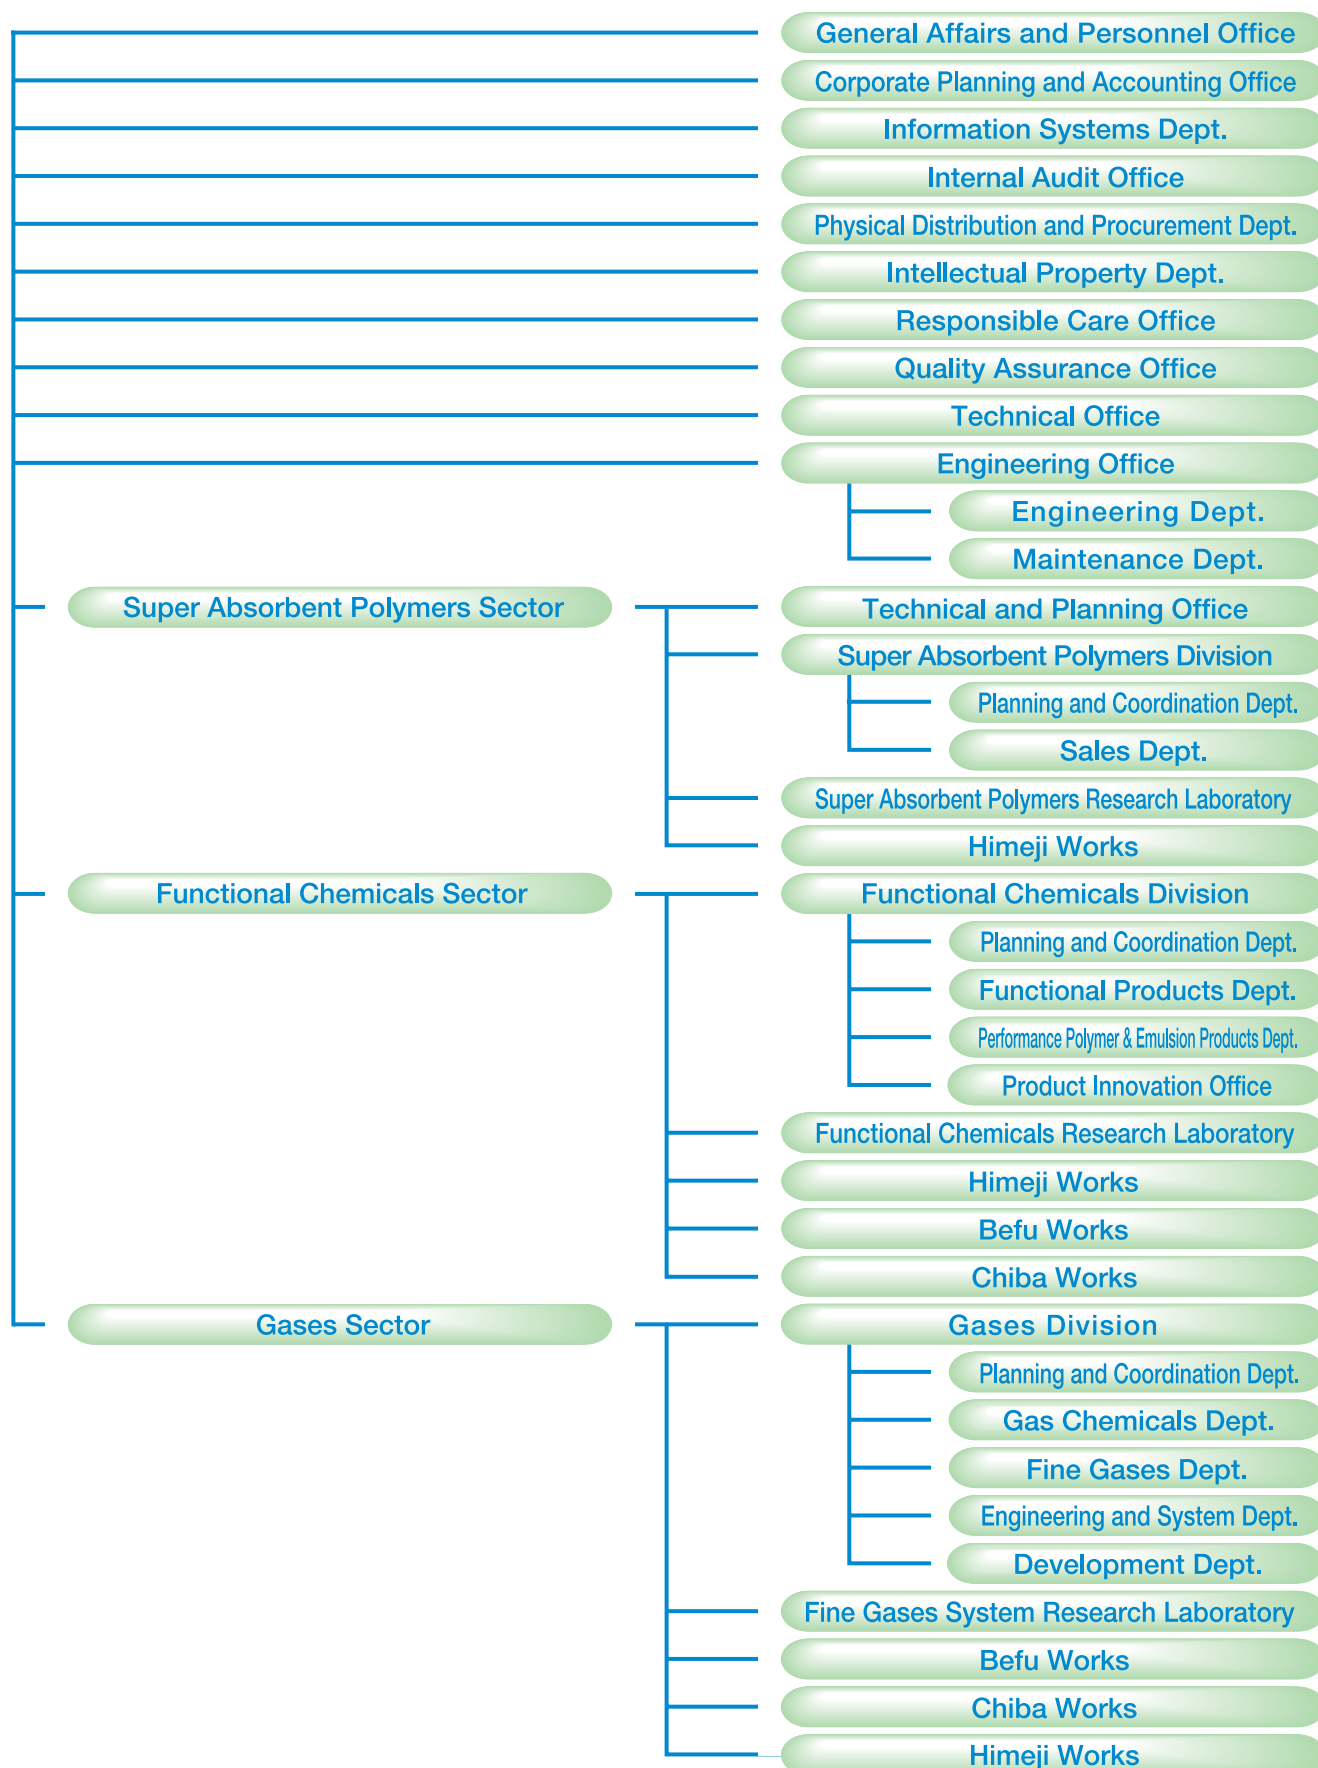 General Affairs and Personnel Office
Corporate Planning and Accounting Office
Information Systems Dept.
Internal Audit Office
Physical Distribution and Procurement Dept.
Intellectual Property Dept.
Responsible Care Office
Quality Assurance Office
Technical Office
Engineering Office
Engineering Dept.
Maintenance Dept.
Super Absorbent Polymers Sector
Technical and Planning Office
Super Absorbent Polymers Division
Planning and Coordination Dept.
Sales Dept.
Super Absorbent Polymers Research Laboratory
Himeji Works
Functional Chemicals Sector
Functional Chemicals Division
Planning and Coordination Dept.
Functional Products Dept.
Performance Polymer & Emulsion Products Dept.
Product Innovation Office
Functional Chemicals Research Laboratory
Himeji Works
Befu Works
Chiba Works
Gases Sector
Gases Division
Planning and Coordination Dept.
Gas Chemicals Dept.
Fine Gases Dept.
Engineering and System Dept.
Development Dept.
Fine Gases System Research Laboratory
Befu Works
Chiba Works
Himeji Works